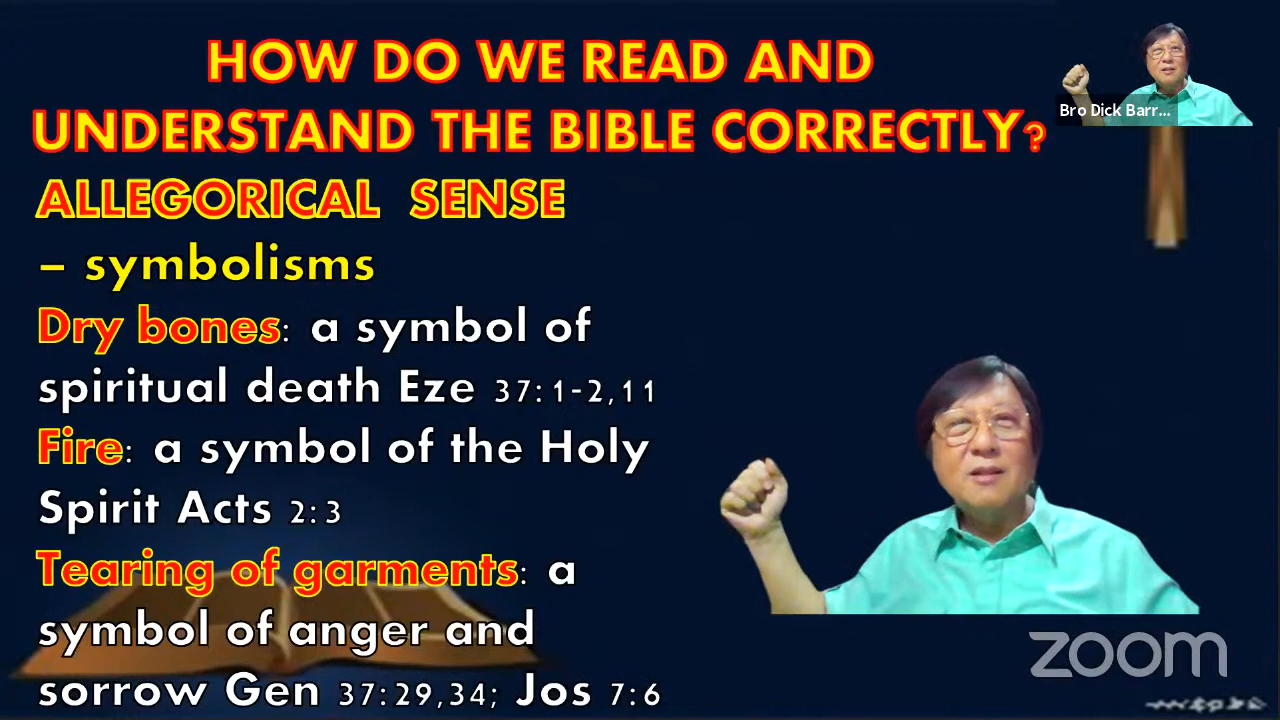 HOW DO WE READ AND
UNDERSTAND THE BIBLE CORRECTLY?
ALLEGORICAL SENSE
– symbolisms
Dry bones: a symbol of
spiritual death Eze 37:1-2,11
Fire: a symbol of the Holy
Spirit Acts 2:3
Tearing of garments: a
symbol of anger and
sorrow Gen 37:29,34; Jos 7:6
Bro Dick Barr...
zoom